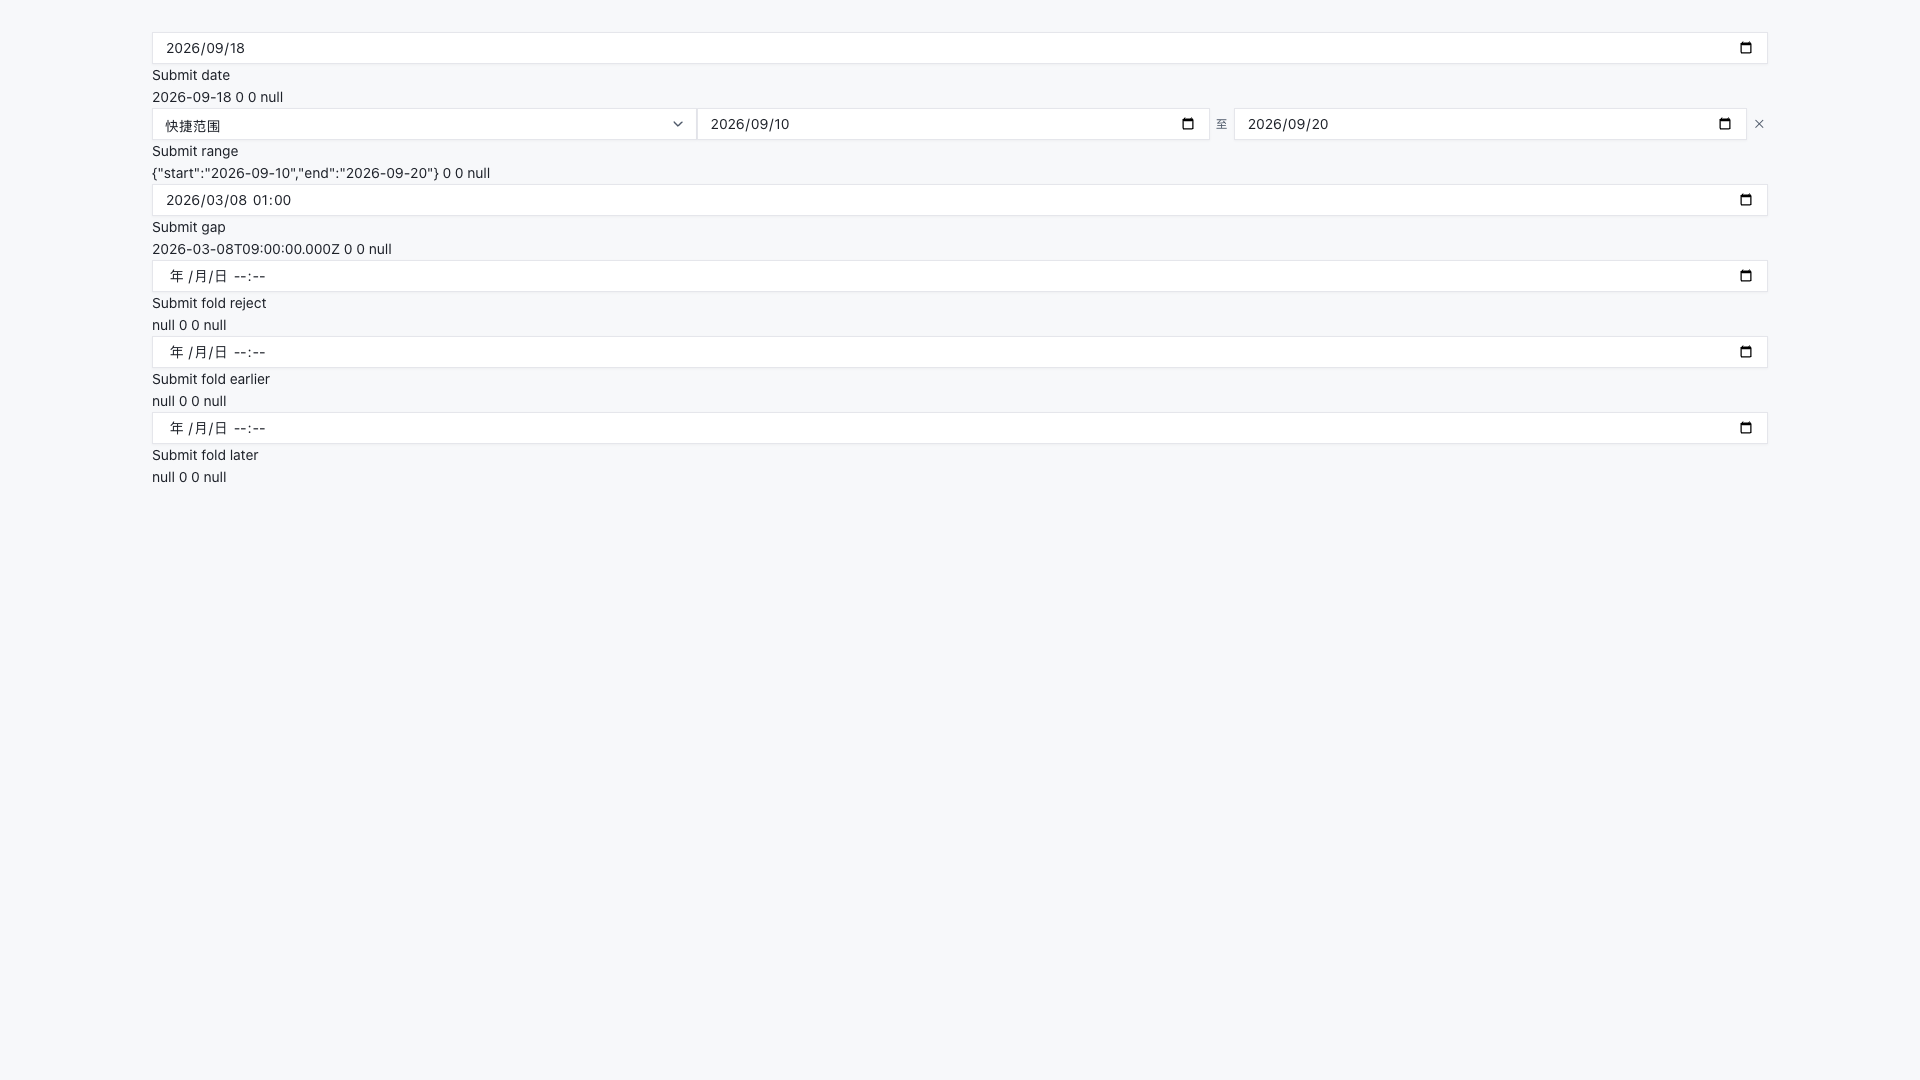 2026/09/18
Submit date
2026-09-18 0 0 null
快捷范围 2026/09/10 至 2026/09/20
Submit range
{"start":"2026-09-10","end":"2026-09-20"} 0 0 null
2026/03/08 01:00
Submit gap
2026-03-08T09:00:00.000Z 0 0 null
年 /月/日 --:--
Submit fold reject
null 0 0 null
年 /月/日 --:--
Submit fold earlier
null 0 0 null
年 /月/日 --:--
Submit fold later
null 0 0 null